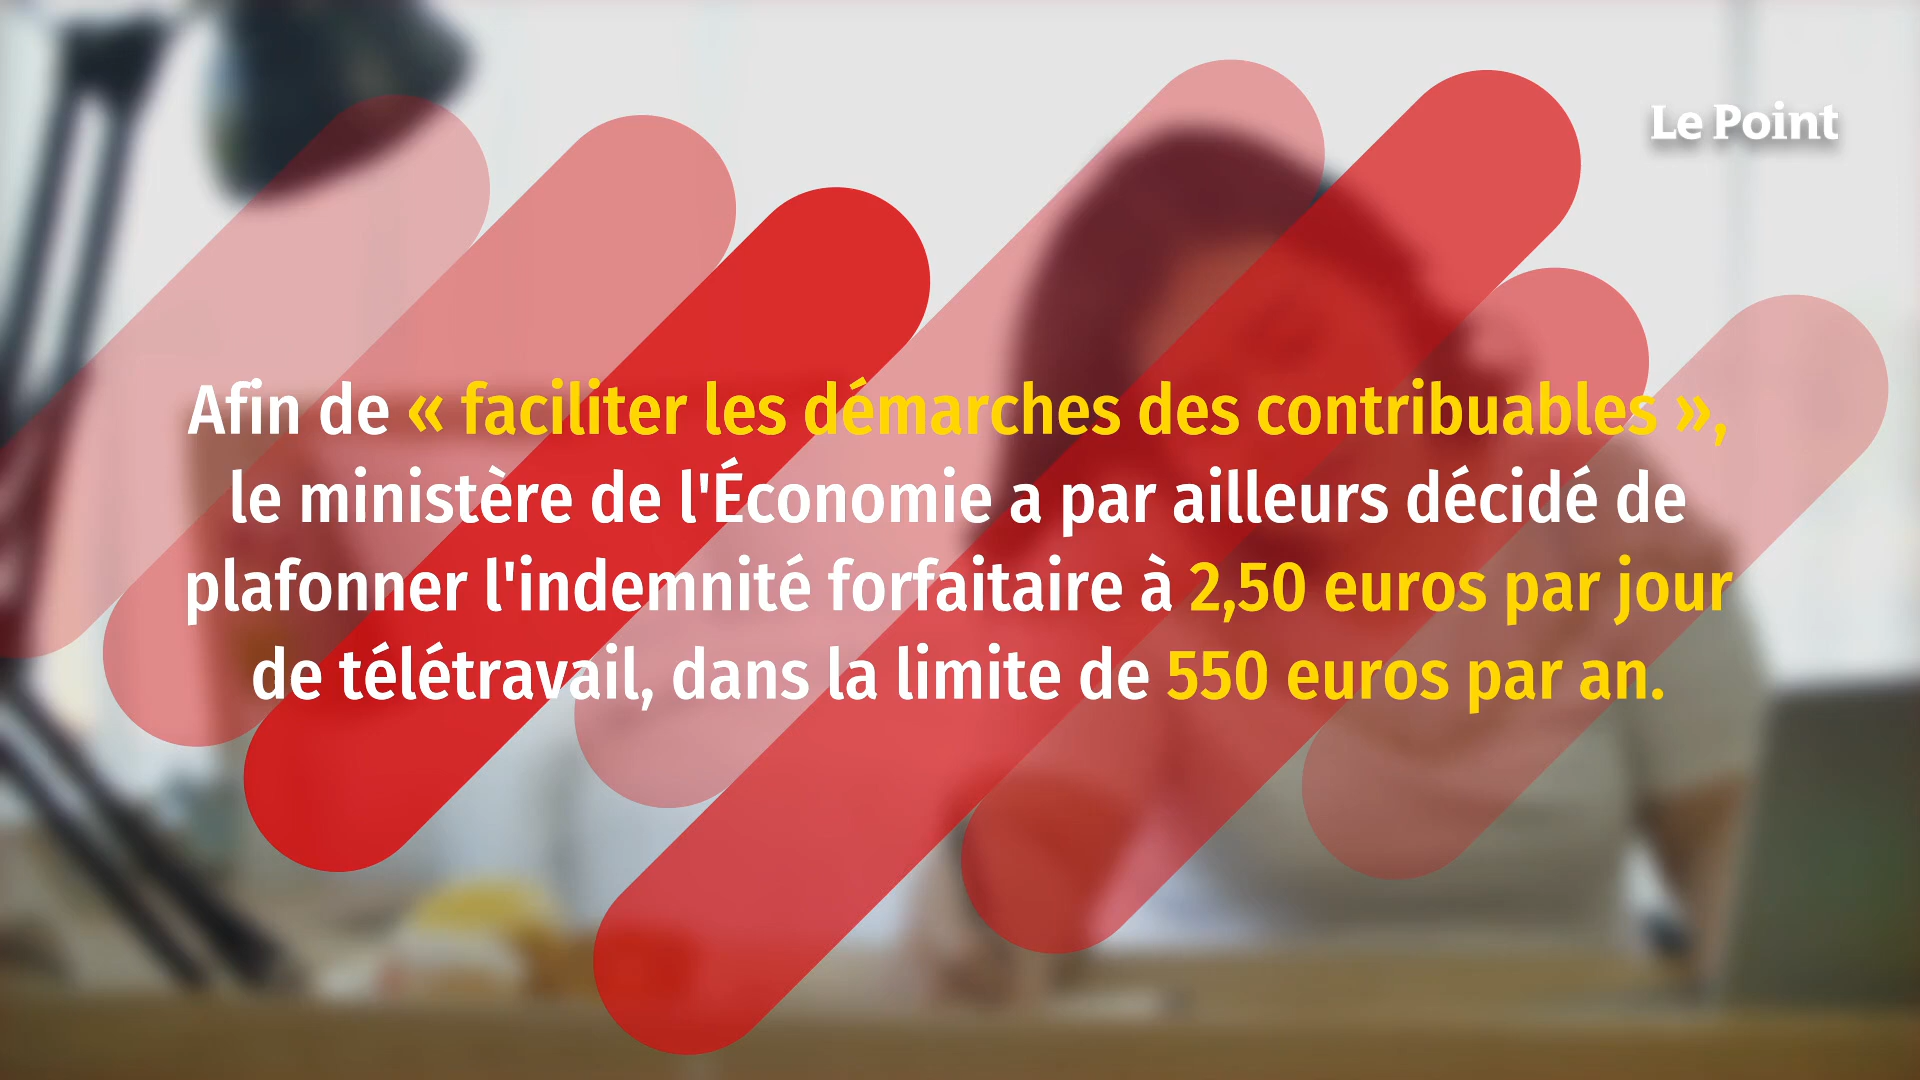 Le Point
Afin de « faciliter les démarches des contribuables »,
le ministère de l'Économie a par ailleurs décidé de
plafonner l'indemnité forfaitaire à 2,50 euros par jour
de télétravail, dans la limite de 550 euros par an.